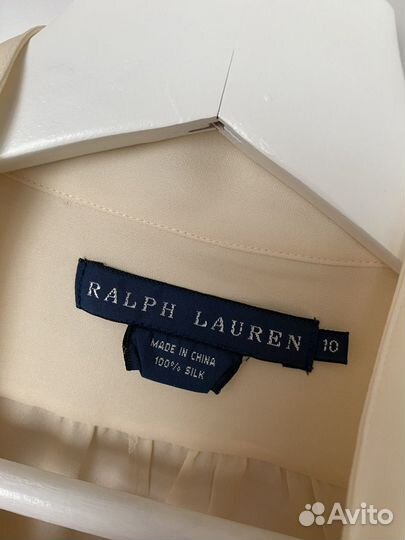 RALPH LAUREN 10
MADE IN CHINA
100% SILK
Avito